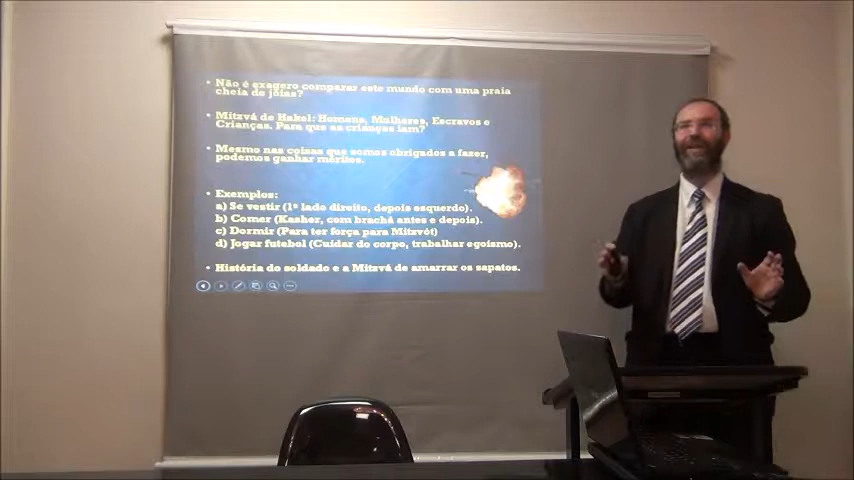 • Não é exagero comparar este mundo com uma praia
cheia de jóias?
• Mitzvá de Hakel: Homens, Mulheres, Escravos e
Crianças. Para que as crianças iam?
• Mesmo nas coisas que somos obrigados a fazer,
podemos ganhar méritos.
• Exemplos:
a) Se vestir (1º lado direito, depois esquerdo).
b) Comer (Kasher, com brachá antes e depois).
c) Dormir (Para ter força para Mitzvót)
d) Jogar futebol (Cuidar do corpo, trabalhar egoísmo).
• História do soldado e a Mitzvá de amarrar os sapatos.